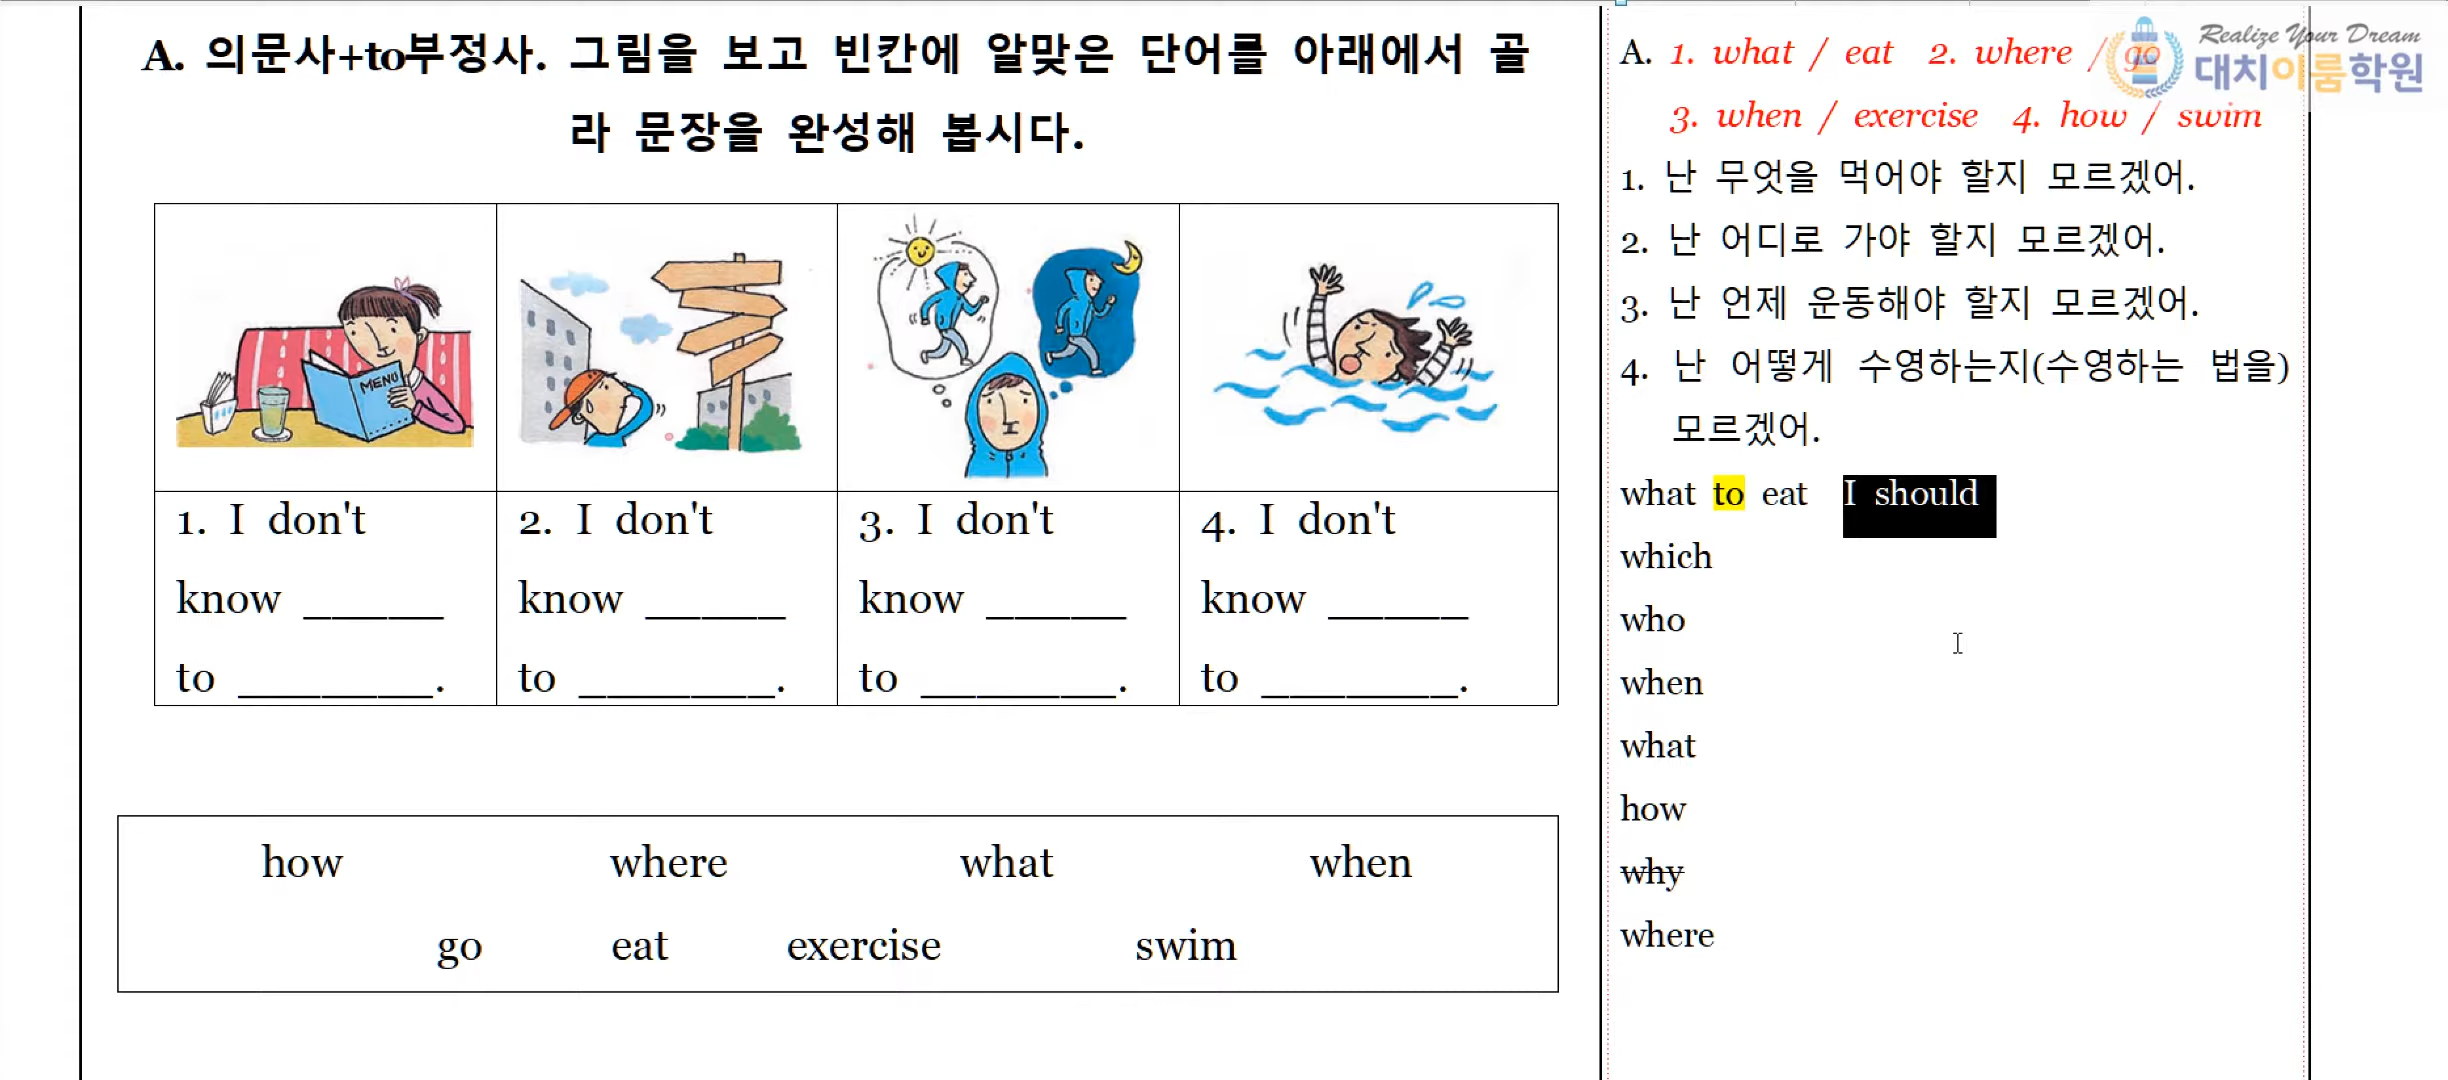 A. 의문사+to부정사. 그림을 보고 빈칸에 알맞은 단어를 아래에서 골
라 문장을 완성해 봅시다.
MENU
1. I don't
know ______
to ________.
2. I don't
know ______
to ________.
3. I don't
know ______
to ________.
4. I don't
know ______
to ________.
how where what when
go eat exercise swim
Realize Your Dream
대치이룸학원
A. 1. what / eat 2. where / go
3. when / exercise 4. how / swim
1. 난 무엇을 먹어야 할지 모르겠어.
2. 난 어디로 가야 할지 모르겠어.
3. 난 언제 운동해야 할지 모르겠어.
4. 난 어떻게 수영하는지(수영하는 법을)
모르겠어.
what to eat I should
which
who
when
what
how
why
where